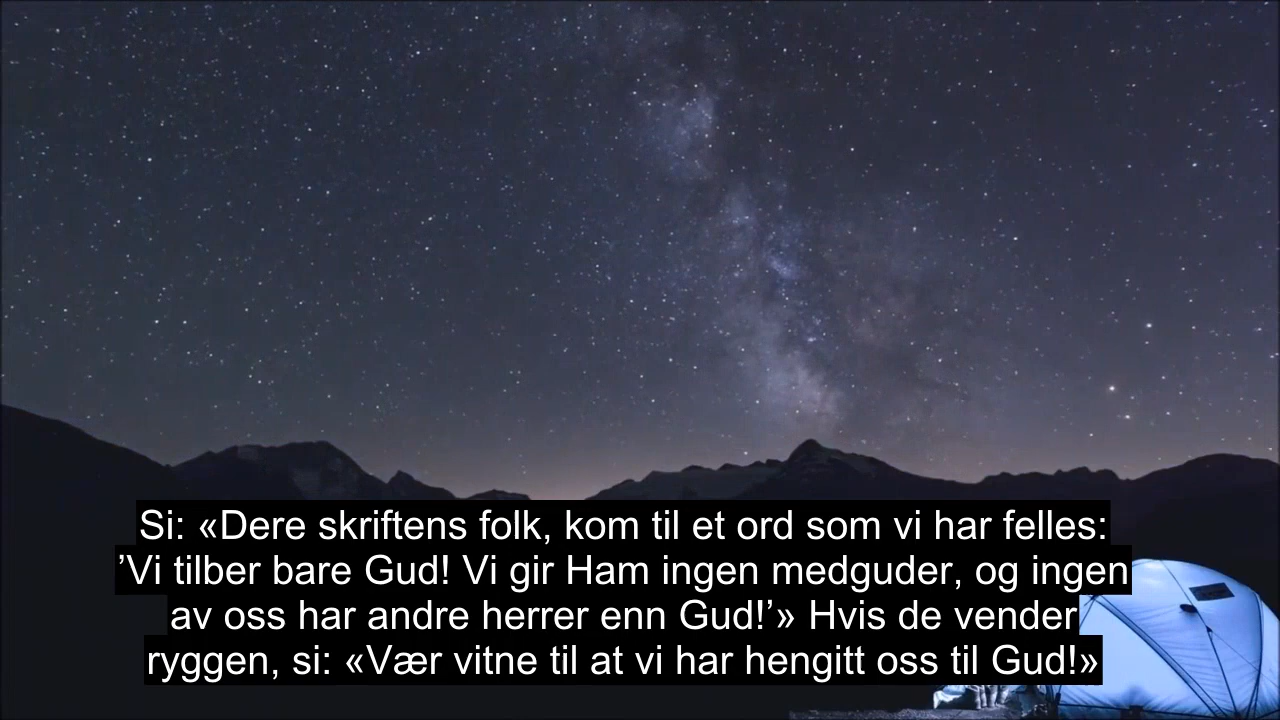 Si: «Dere skriftens folk, kom til et ord som vi har felles:
’Vi tilber bare Gud! Vi gir Ham ingen medguder, og ingen
av oss har andre herrer enn Gud!’» Hvis de vender
ryggen, si: «Vær vitne til at vi har hengitt oss til Gud!»